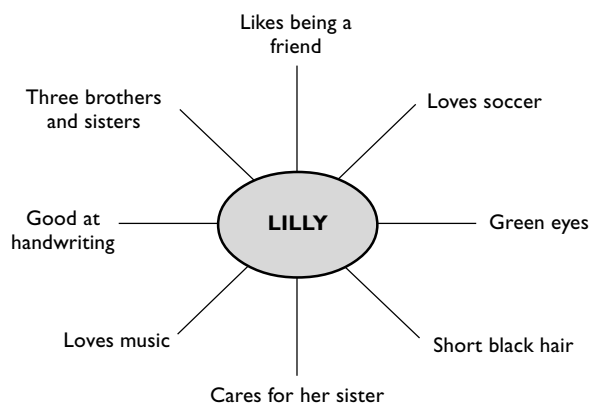 Likes being a
friend
Three brothers
and sisters
Loves soccer
Good at
handwriting
LILLY
Green eyes
Loves music
Short black hair
Cares for her sister